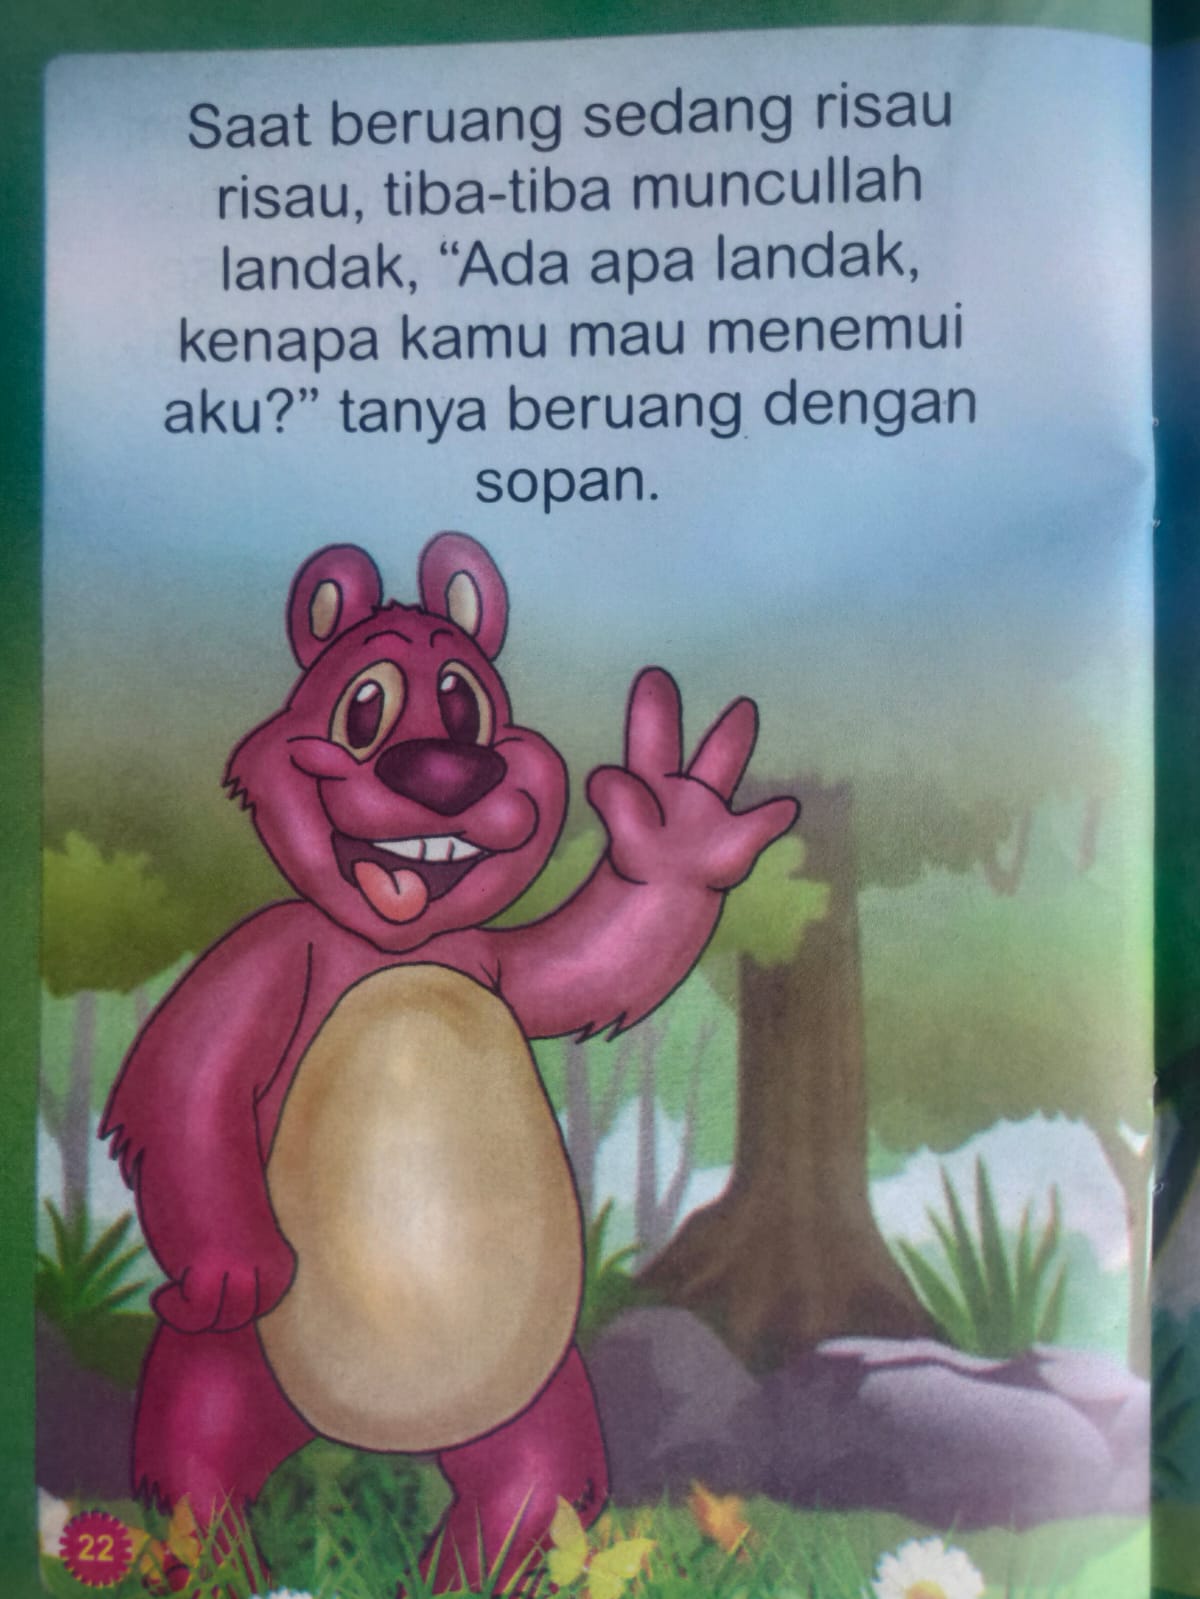 Saat beruang sedang risau
risau, tiba-tiba muncullah
landak, “Ada apa landak,
kenapa kamu mau menemui
aku?” tanya beruang dengan
sopan.
22